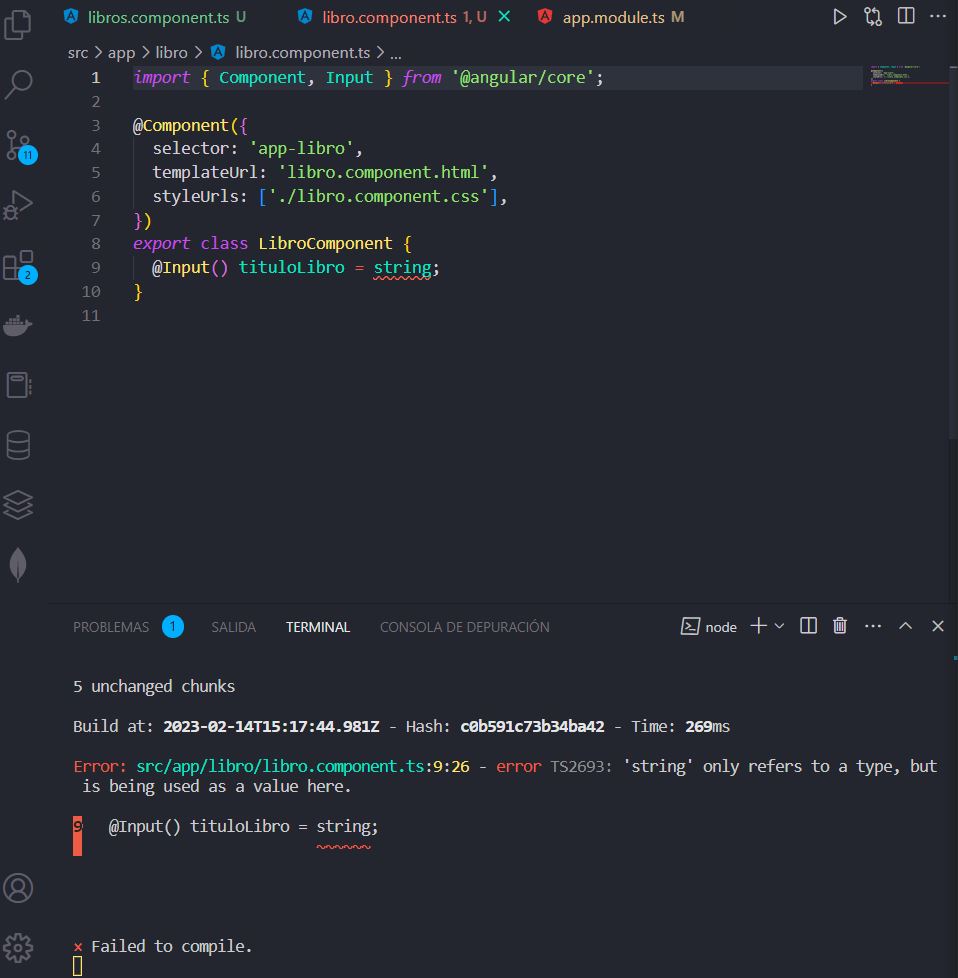 libros.component.ts U
libro.component.ts 1, U
app.module.ts M
src > app > libro > libro.component.ts > ...
1 import { Component, Input } from '@angular/core';
2
3 @Component({
4 selector: 'app-libro',
5 templateUrl: 'libro.component.html',
6 styleUrls: ['./libro.component.css'],
7 })
8 export class LibroComponent {
9 @Input() tituloLibro = string;
10 }
11
11
2
PROBLEMAS 1 SALIDA TERMINAL CONSOLA DE DEPURACIÓN node
5 unchanged chunks
Build at: 2023-02-14T15:17:44.981Z - Hash: c0b591c73b34ba42 - Time: 269ms
Error: src/app/libro/libro.component.ts:9:26 - error TS2693: 'string' only refers to a type, but
is being used as a value here.
9 @Input() tituloLibro = string;
× Failed to compile.